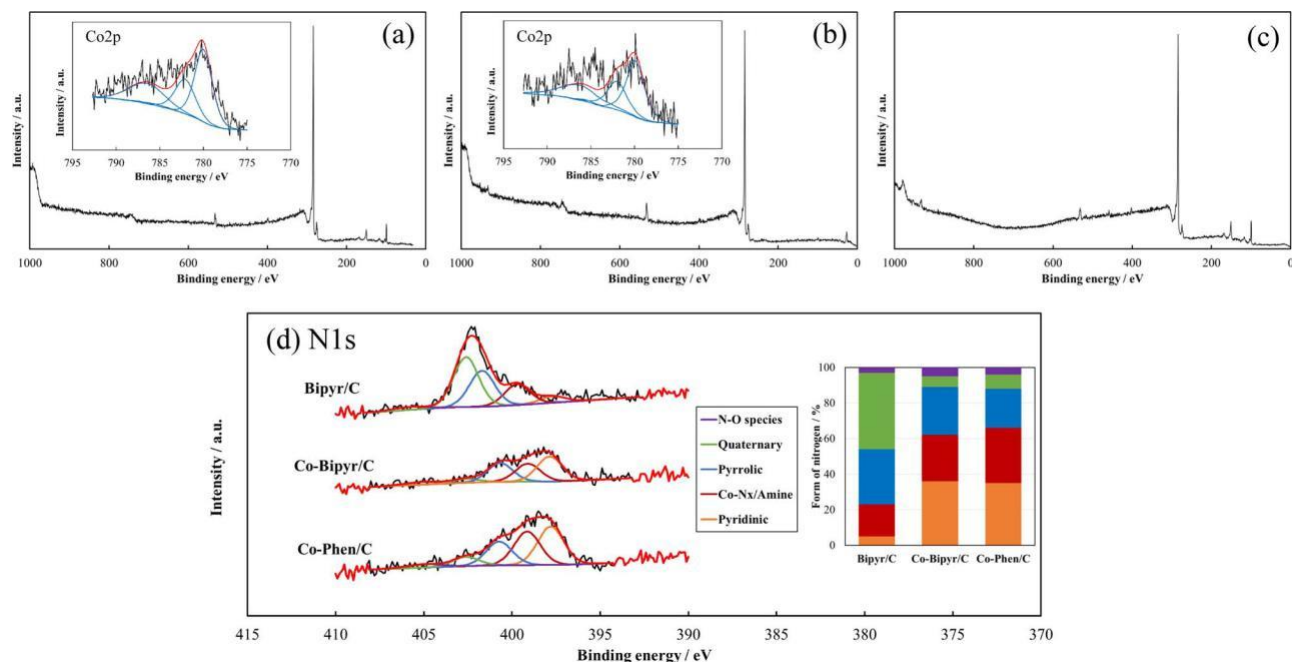 (a)
Co2p
Intensity / a.u.
795 790 785 780 775 770
Binding energy / eV
Intensity / a.u.
1000 800 600 400 200 0
Binding energy / eV
(b)
Co2p
Intensity / a.u.
795 790 785 780 775 770
Binding energy / eV
Intensity / a.u.
1000 800 600 400 200 0
Binding energy / eV
(c)
Intensity / a.u.
1000 800 600 400 200 0
Binding energy / eV
(d) N1s
Bipyr/C
Co-Bipyr/C
Co-Phen/C
Intensity / a.u.
415 410 405 400 395 390 385 380 375 370
Binding energy / eV
N-O species
Quaternary
Pyrrolic
Co-Nx/Amine
Pyridinic
Form of nitrogen / %
100
80
60
40
20
0
Bipyr/C Co-Bipyr/C Co-Phen/C